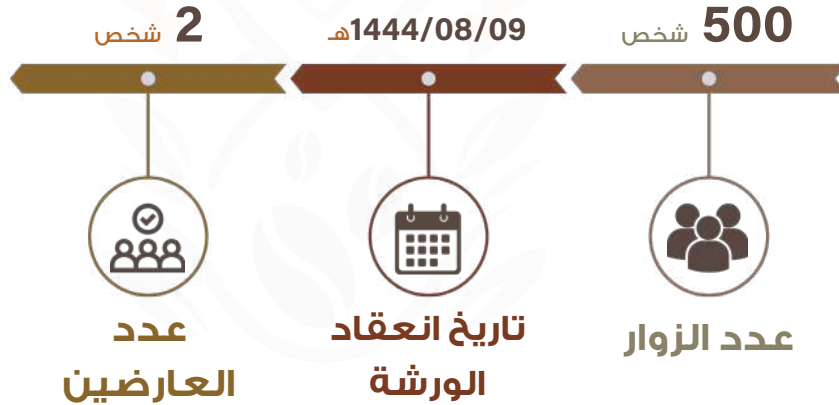 500 شخص
1444/08/09هـ
2 شخص
عدد الزوار
تاريخ انعقاد
الورشة
عدد
العارضين